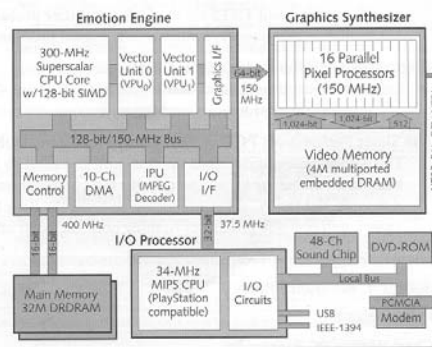 Emotion Engine
300-MHz
Superscalar
CPU Core
w/128-bit SIMD
Vector
Unit 0
(VPU0)
Vector
Unit 1
(VPU1)
Graphics I/F
64-bit
150
MHz
128-bit/150-MHz Bus
Memory
Control
10-Ch
DMA
IPU
(MPEG
Decoder)
I/O
I/F
Graphics Synthesizer
16 Parallel
Pixel Processors
(150 MHz)
1,024-bit
1,024-bit
512
Video Memory
(4M multiported
embedded DRAM)
16-bit
16-bit
400 MHz
32-bit
37.5 MHz
Main Memory
32M DRDRAM
I/O Processor
34-MHz
MIPS CPU
(PlayStation
compatible)
I/O
Circuits
48-Ch
Sound Chip
DVD-ROM
Local Bus
PCMCIA
Modem
USB
IEEE-1394